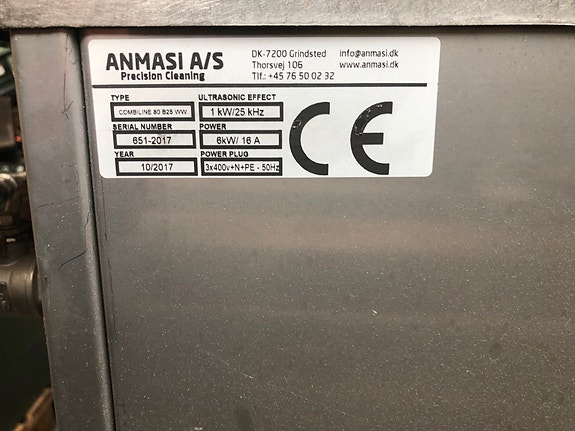 ANMASI A/S
Precision Cleaning
DK-7200 Grindsted
Thorsvej 106
Tlf.: +45 76 50 02 32
info@anmasi.dk
www.anmasi.dk
TYPE
COMBILINE 80 B25 WW
ULTRASONIC EFFECT
1 kW/25 kHz
SERIAL NUMBER
651-2017
POWER
6kW/ 16 A
YEAR
10/2017
POWER PLUG
3x400v+N+PE - 50Hz
CE